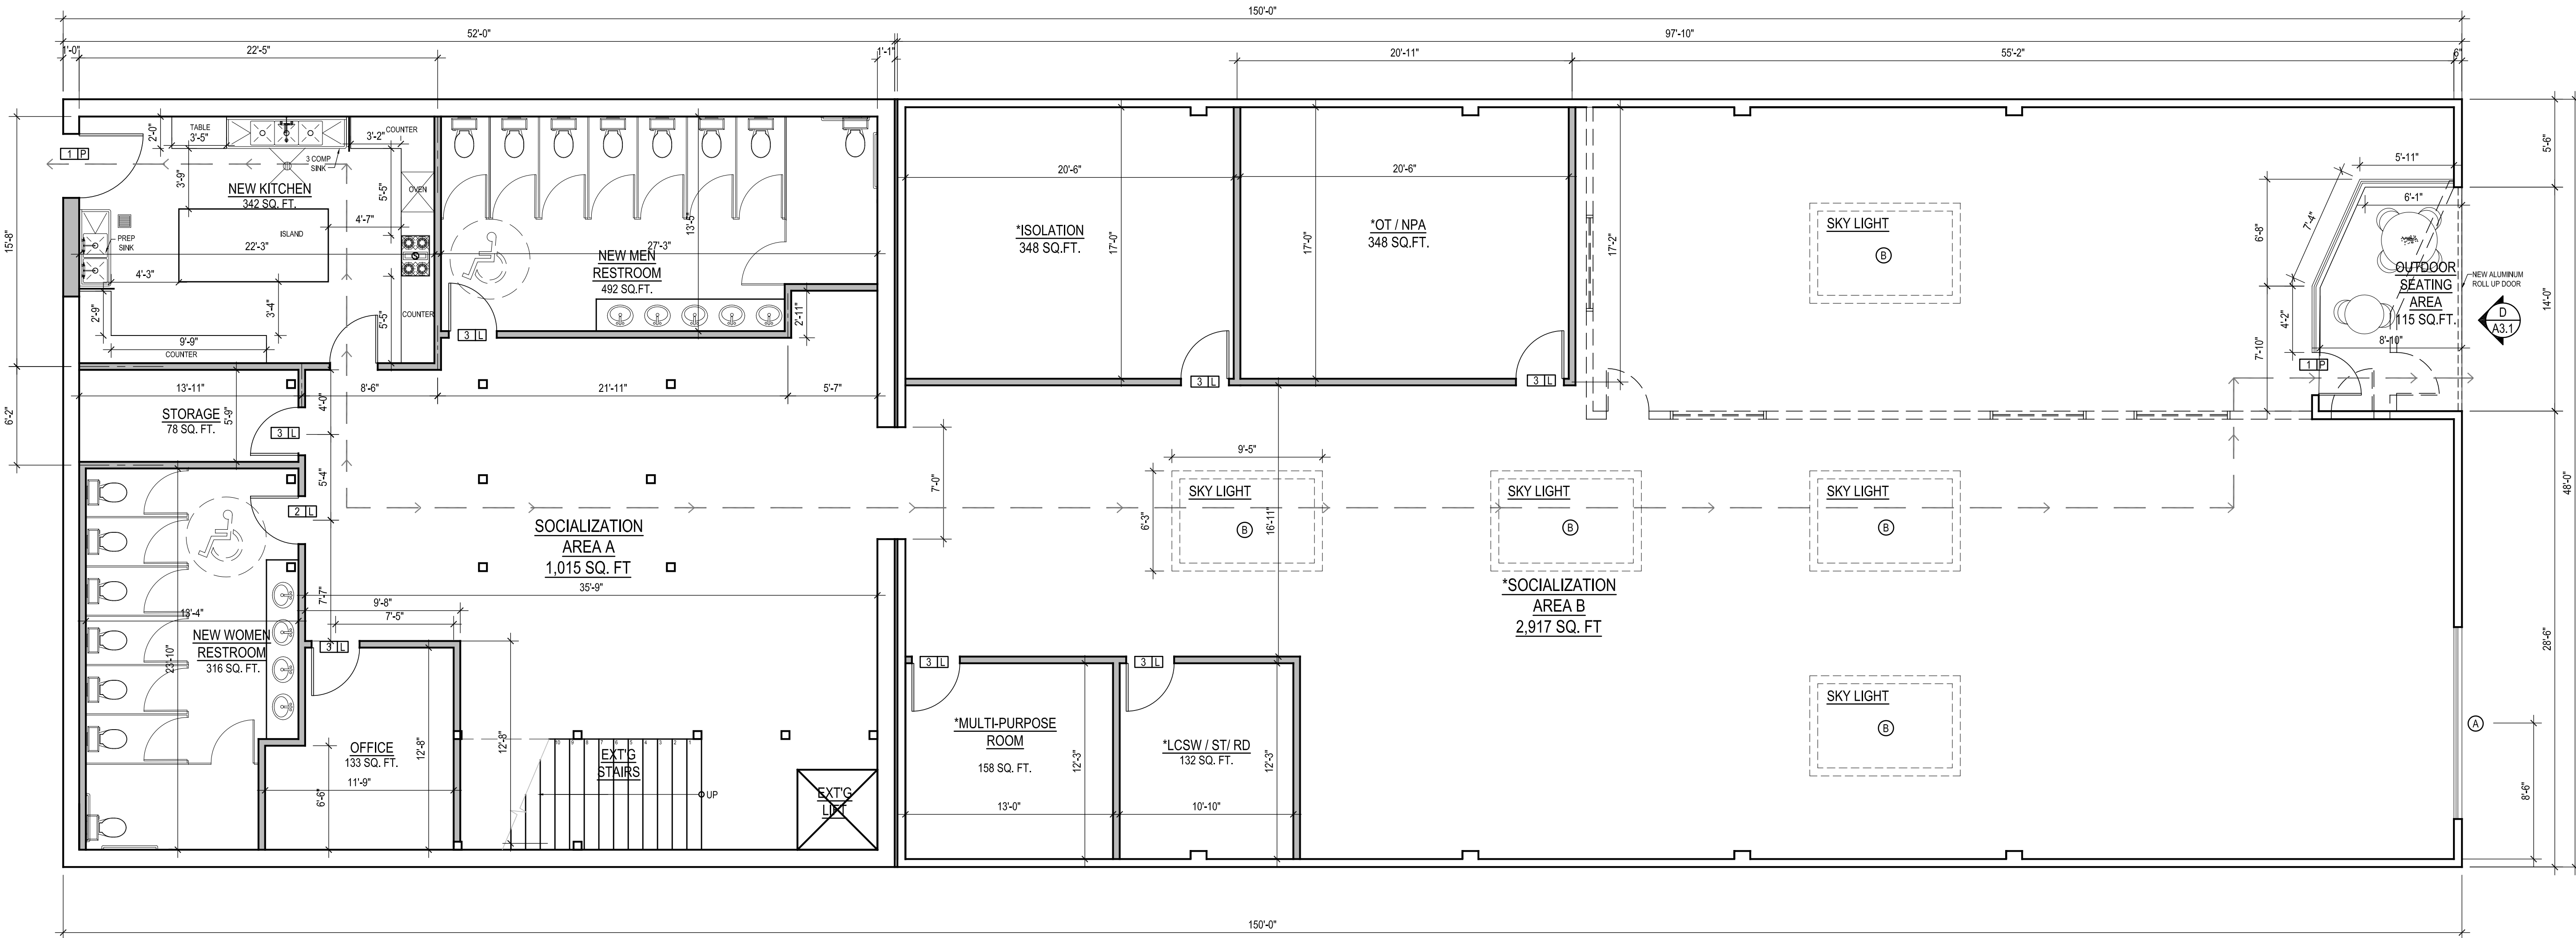 150'-0"
52'-0"
97'-10"
1'-0"
22'-5"
1'-1"
20'-11"
55'-2"
6"
15'-8"
6'-2"
1 P
2'-0"
TABLE
3'-5"
3'-2"
COUNTER
3 COMP
SINK
3'-9"
NEW KITCHEN
342 SQ. FT.
5'-5"
OVEN
4'-7"
ISLAND
PREP
SINK
22'-3"
4'-3"
2'-9"
3'-4"
5'-5"
COUNTER
9'-9"
COUNTER
13'-5"
27'-3"
NEW MEN
RESTROOM
492 SQ.FT.
2'-11"
3 L
20'-6"
*ISOLATION
348 SQ.FT.
17'-0"
3 L
20'-6"
*OT / NPA
348 SQ.FT.
17'-0"
3 L
17'-2"
SKY LIGHT
B
5'-11"
6'-1"
7'-4"
6'-8"
4'-2"
7'-10"
OUTDOOR
SEATING
AREA
115 SQ.FT.
8'-10"
1 P
NEW ALUMINUM
ROLL UP DOOR
D
A3.1
5'-6"
14'-0"
48'-0"
28'-6"
13'-11"
8'-6"
21'-11"
5'-7"
STORAGE
78 SQ. FT.
5'-9"
4'-0"
3 L
5'-4"
2 L
7'-0"
9'-5"
6'-3"
SKY LIGHT
B
16'-11"
SKY LIGHT
B
SKY LIGHT
B
SOCIALIZATION
AREA A
1,015 SQ. FT
35'-9"
7'-7"
9'-8"
7'-5"
*SOCIALIZATION
AREA B
2,917 SQ. FT
13'-4"
NEW WOMEN
RESTROOM
316 SQ. FT.
23'-10"
3 L
OFFICE
133 SQ. FT.
12'-8"
11'-9"
6'-6"
12'-8"
10 9 8 7 6 5 4 3 2 1
EXT'G
STAIRS
UP
EXT'G
LIFT
3 L
*MULTI-PURPOSE
ROOM
158 SQ. FT.
12'-3"
13'-0"
3 L
*LCSW / ST/ RD
132 SQ. FT.
12'-3"
10'-10"
SKY LIGHT
B
A
8'-6"
150'-0"